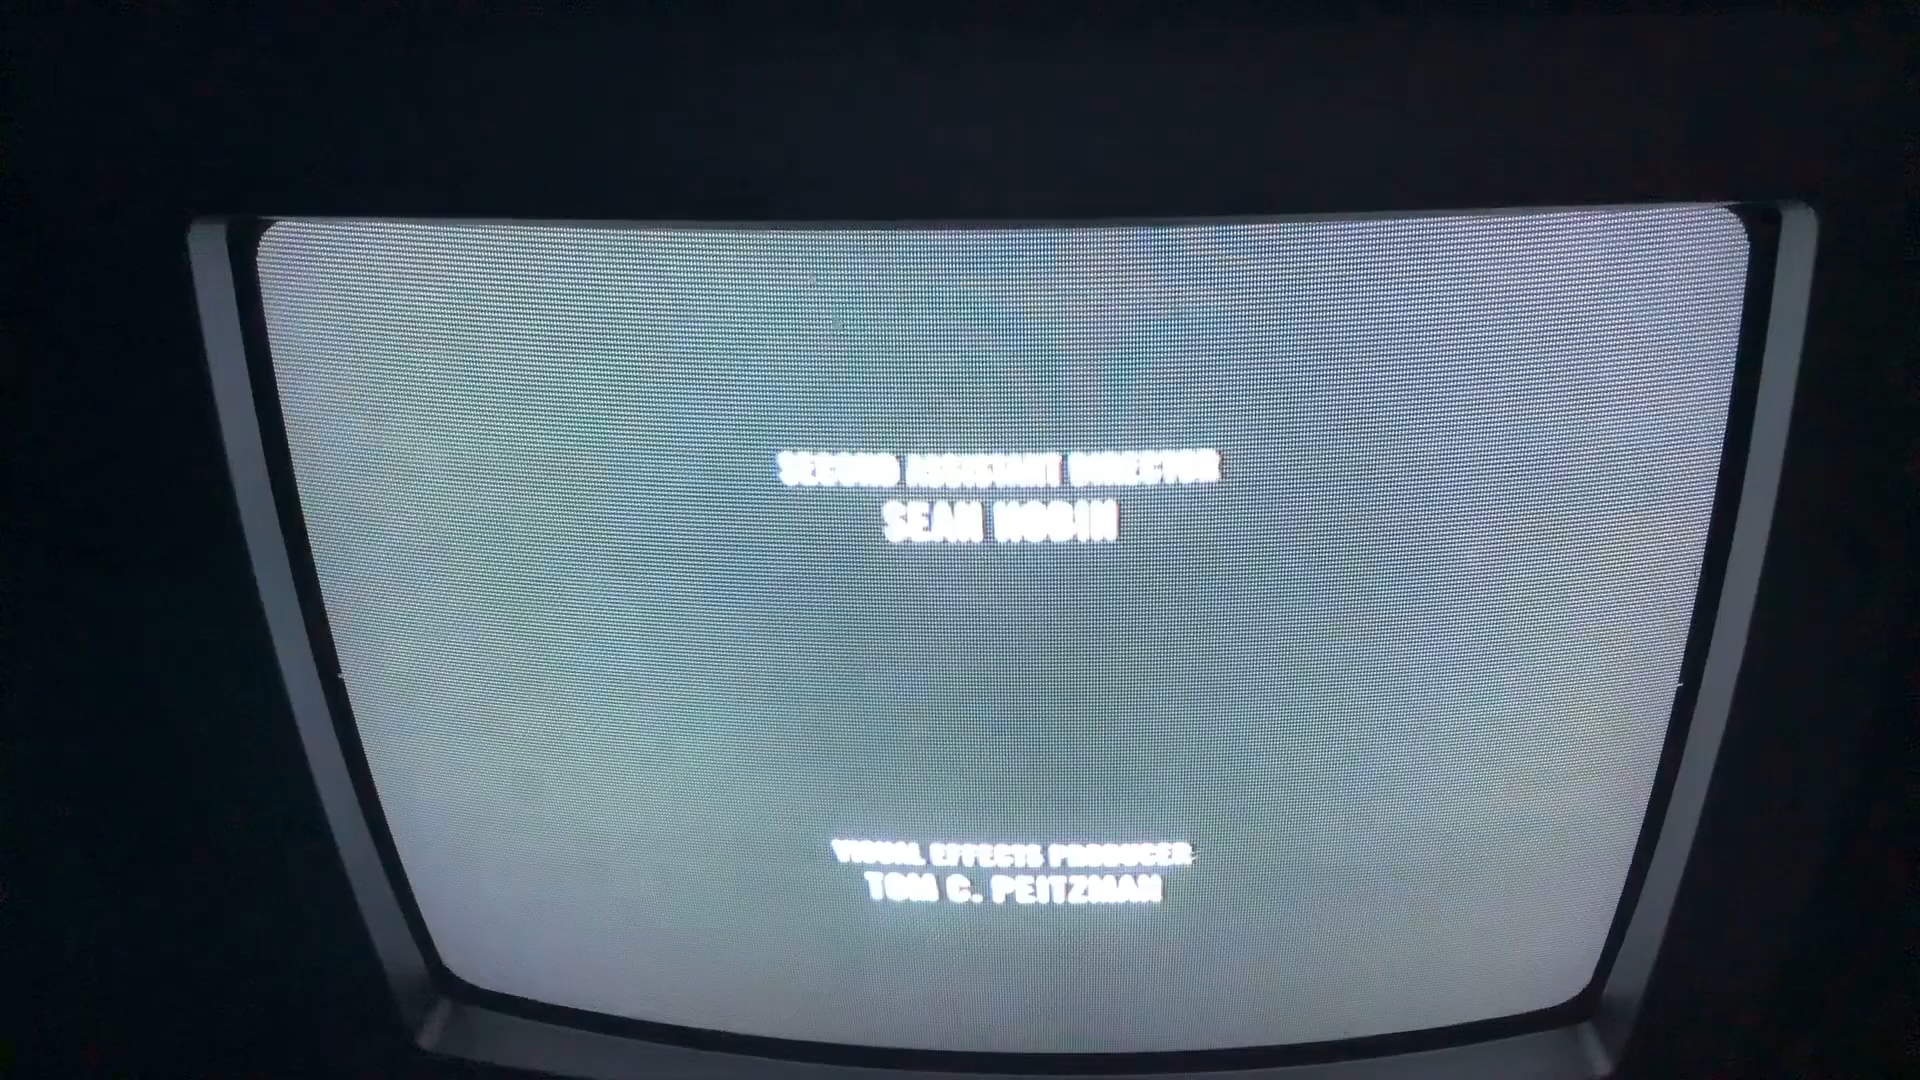 SECOND ASSISTANT DIRECTOR
SEAN HOBIN
VISUAL EFFECTS PRODUCER
TOM C. PEITZMAN